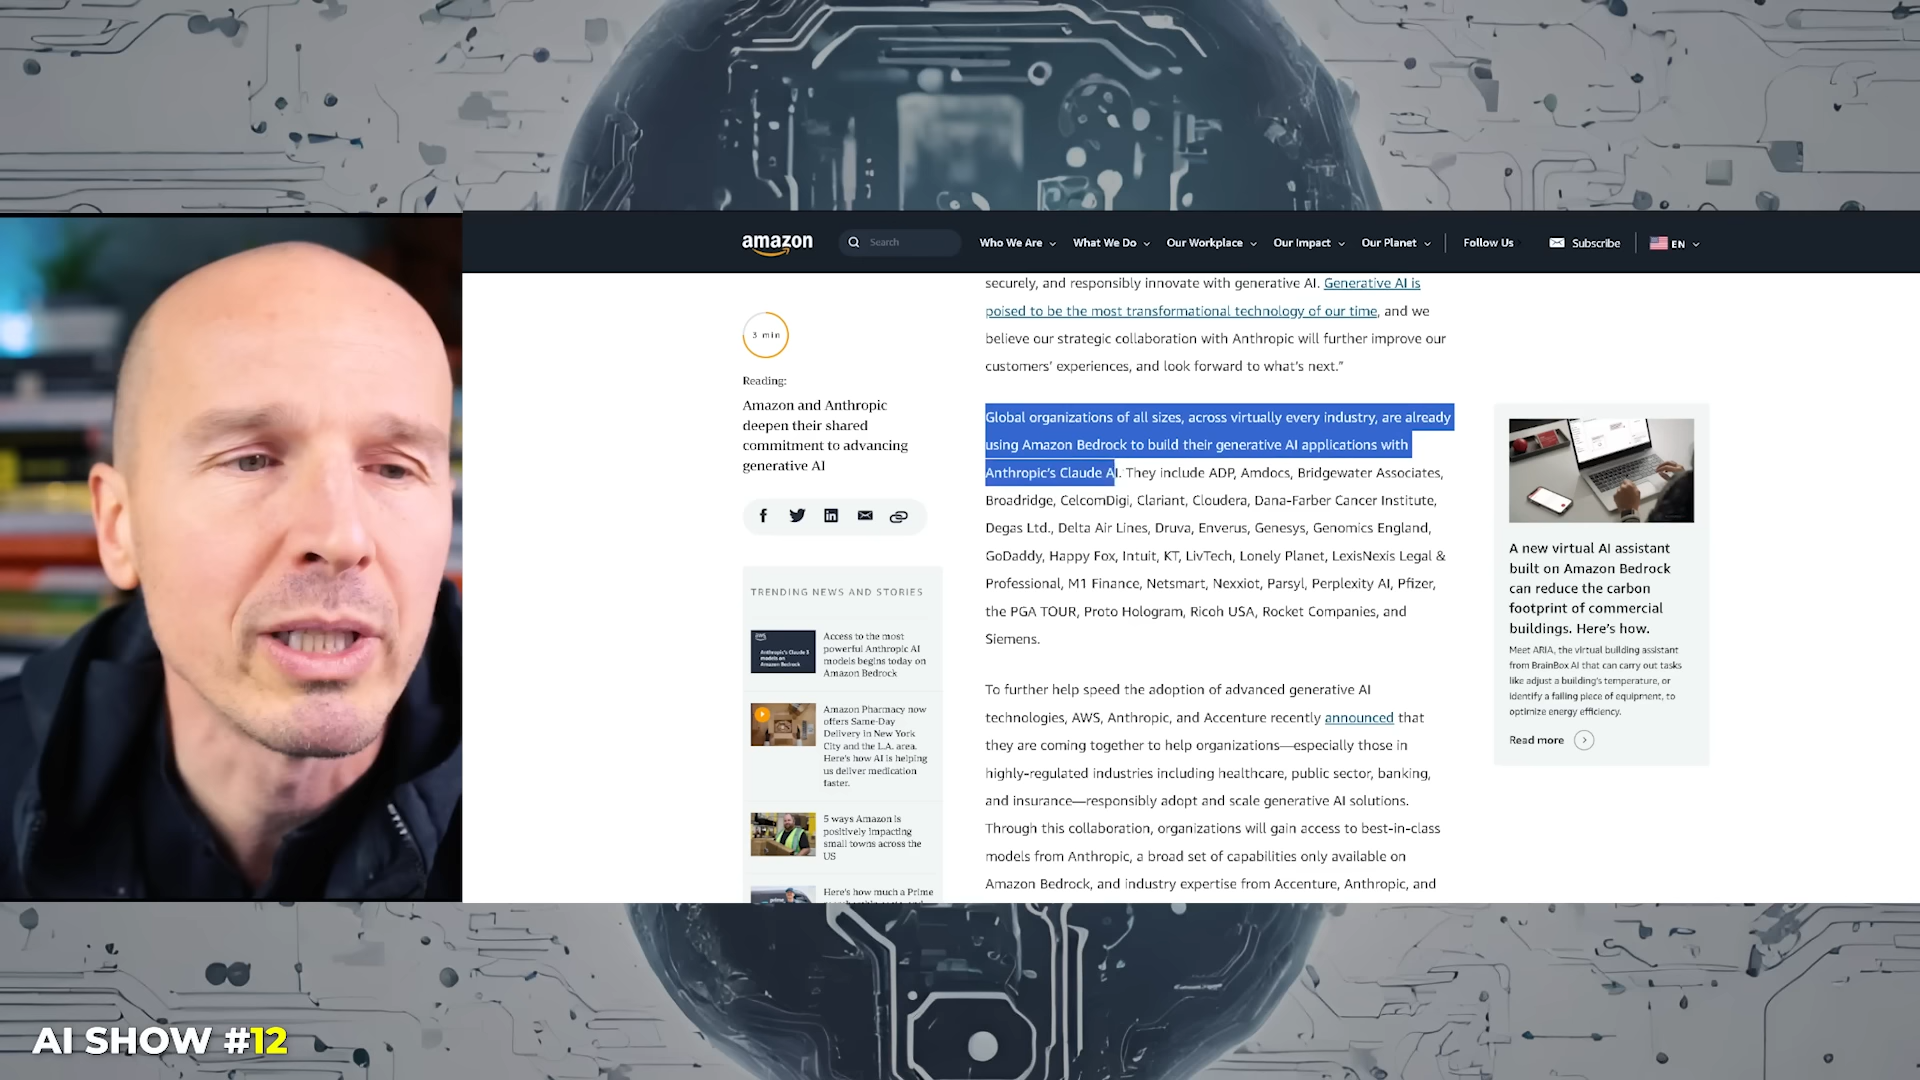 amazon
Search
Who We Are
What We Do
Our Workplace
Our Impact
Our Planet
Follow Us
Subscribe
EN
3 min
Reading:
Amazon and Anthropic
deepen their shared
commitment to advancing
generative AI
TRENDING NEWS AND STORIES
aws
Anthropic's Claude 3
models on
Amazon Bedrock
Access to the most
powerful Anthropic AI
models begins today on
Amazon Bedrock
Amazon Pharmacy now
offers Same-Day
Delivery in New York
City and the L.A. area.
Here's how AI is helping
us deliver medication
faster.
5 ways Amazon is
positively impacting
small towns across the
US
Here's how much a Prime
securely, and responsibly innovate with generative AI. Generative AI is
poised to be the most transformational technology of our time, and we
believe our strategic collaboration with Anthropic will further improve our
customers' experiences, and look forward to what's next.”
Global organizations of all sizes, across virtually every industry, are already
using Amazon Bedrock to build their generative AI applications with
Anthropic's Claude AI. They include ADP, Amdocs, Bridgewater Associates,
Broadridge, CelcomDigi, Clariant, Cloudera, Dana-Farber Cancer Institute,
Degas Ltd., Delta Air Lines, Druva, Enverus, Genesys, Genomics England,
GoDaddy, Happy Fox, Intuit, KT, LivTech, Lonely Planet, LexisNexis Legal &
Professional, M1 Finance, Netsmart, Nexxiot, Parsyl, Perplexity AI, Pfizer,
the PGA TOUR, Proto Hologram, Ricoh USA, Rocket Companies, and
Siemens.
To further help speed the adoption of advanced generative AI
technologies, AWS, Anthropic, and Accenture recently announced that
they are coming together to help organizations—especially those in
highly-regulated industries including healthcare, public sector, banking,
and insurance—responsibly adopt and scale generative AI solutions.
Through this collaboration, organizations will gain access to best-in-class
models from Anthropic, a broad set of capabilities only available on
Amazon Bedrock, and industry expertise from Accenture, Anthropic, and
A new virtual AI assistant
built on Amazon Bedrock
can reduce the carbon
footprint of commercial
buildings. Here's how.
Meet ARIA, the virtual building assistant
from BrainBox AI that can carry out tasks
like adjust a building's temperature, or
identify a failing piece of equipment, to
optimize energy efficiency.
Read more
AI SHOW #12